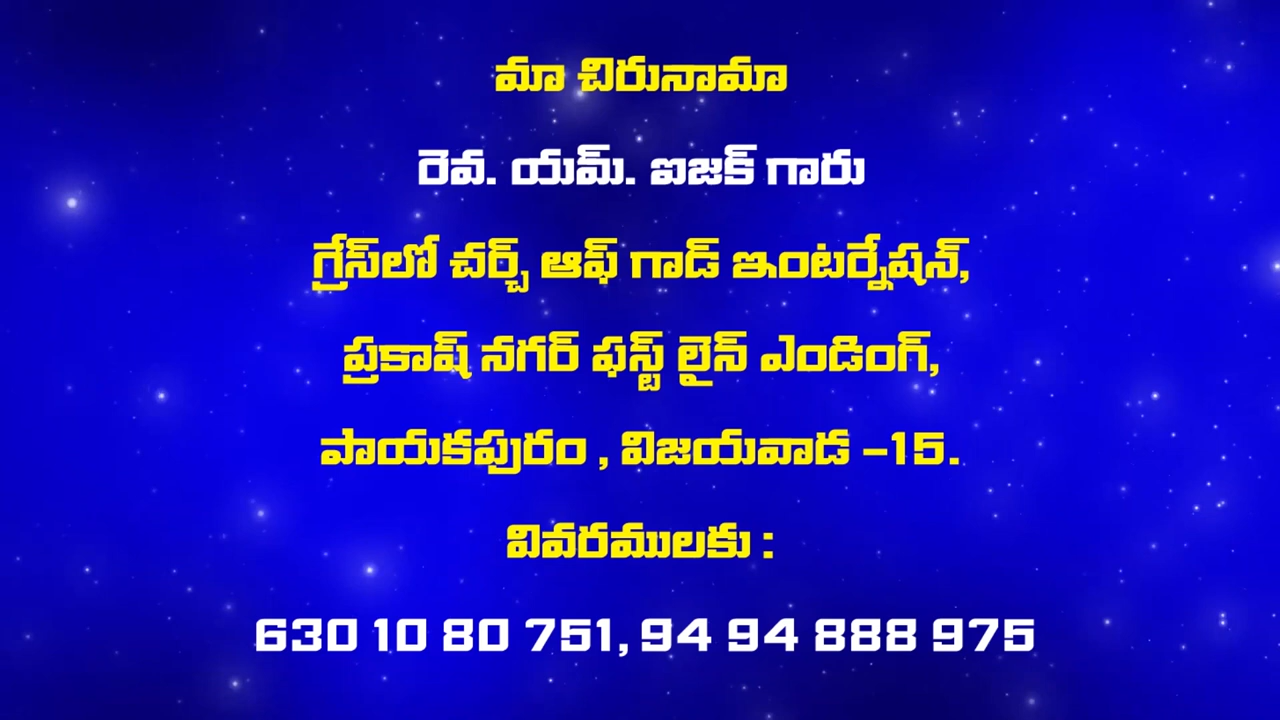 మా చిరునామా
రెవ. యమ్. ఐజక్ గారు
గ్రేస్‌లో చర్చ్ ఆఫ్ గాడ్ ఇంటర్నేషన్,
ప్రకాష్ నగర్ ఫస్ట్ లైన్ ఎండింగ్,
పాయకపురం , విజయవాడ –15.
వివరములకు :
630 10 80 751, 94 94 888 975